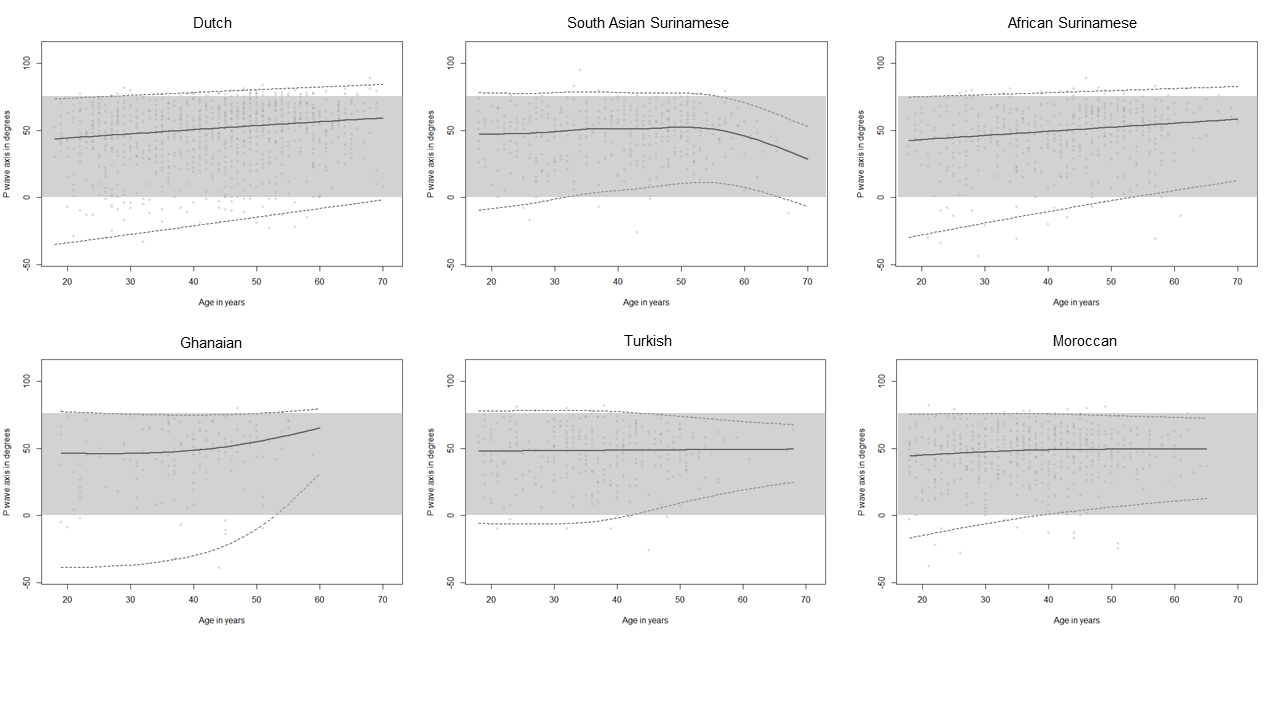 Dutch
South Asian Surinamese
African Surinamese
P wave axis in degrees
100
50
0
-50
20 30 40 50 60 70
Age in years
P wave axis in degrees
100
50
0
-50
20 30 40 50 60 70
Age in years
P wave axis in degrees
100
50
0
-50
20 30 40 50 60 70
Age in years
Ghanaian
Turkish
Moroccan
P wave axis in degrees
100
50
0
-50
20 30 40 50 60 70
Age in years
P wave axis in degrees
100
50
0
-50
20 30 40 50 60 70
Age in years
P wave axis in degrees
100
50
0
-50
20 30 40 50 60 70
Age in years